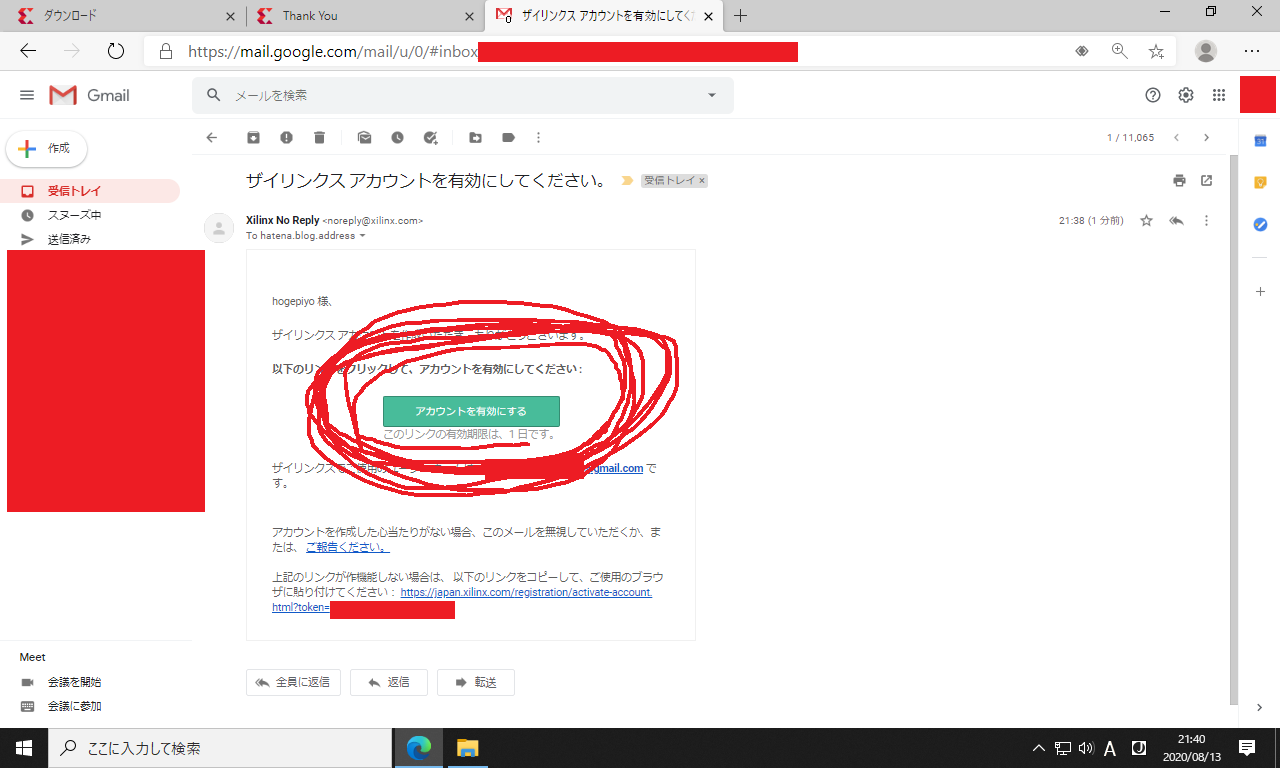 ダウンロード
Thank You
ザイリンクス アカウントを有効にしてくだ
https://mail.google.com/mail/u/0/#inbox
Gmail
メールを検索
作成
1 / 11,065
受信トレイ
スヌーズ中
送信済み
ザイリンクス アカウントを有効にしてください。
受信トレイ ×
Xilinx No Reply <noreply@xilinx.com>
21:38 (1 分前)
To hatena.blog.address
hogepiyo 様、
ザイリンクス アカ
ございます。
以下のリンクをクリックして、アカウントを有効にしてください :
アカウントを有効にする
このリンクの有効期限は、1 日です。
ザイリンクスでご使用の
@gmail.com で
す。
アカウントを作成した心当たりがない場合、このメールを無視していただくか、ま
たは、 ご報告ください。
上記のリンクが作機能しない場合は、 以下のリンクをコピーして、ご使用のブラウ
ザに貼り付けてください : https://japan.xilinx.com/registration/activate-account.
html?token=
全員に返信
返信
転送
Meet
会議を開始
会議に参加
ここに入力して検索
A
J
21:40
2020/08/13